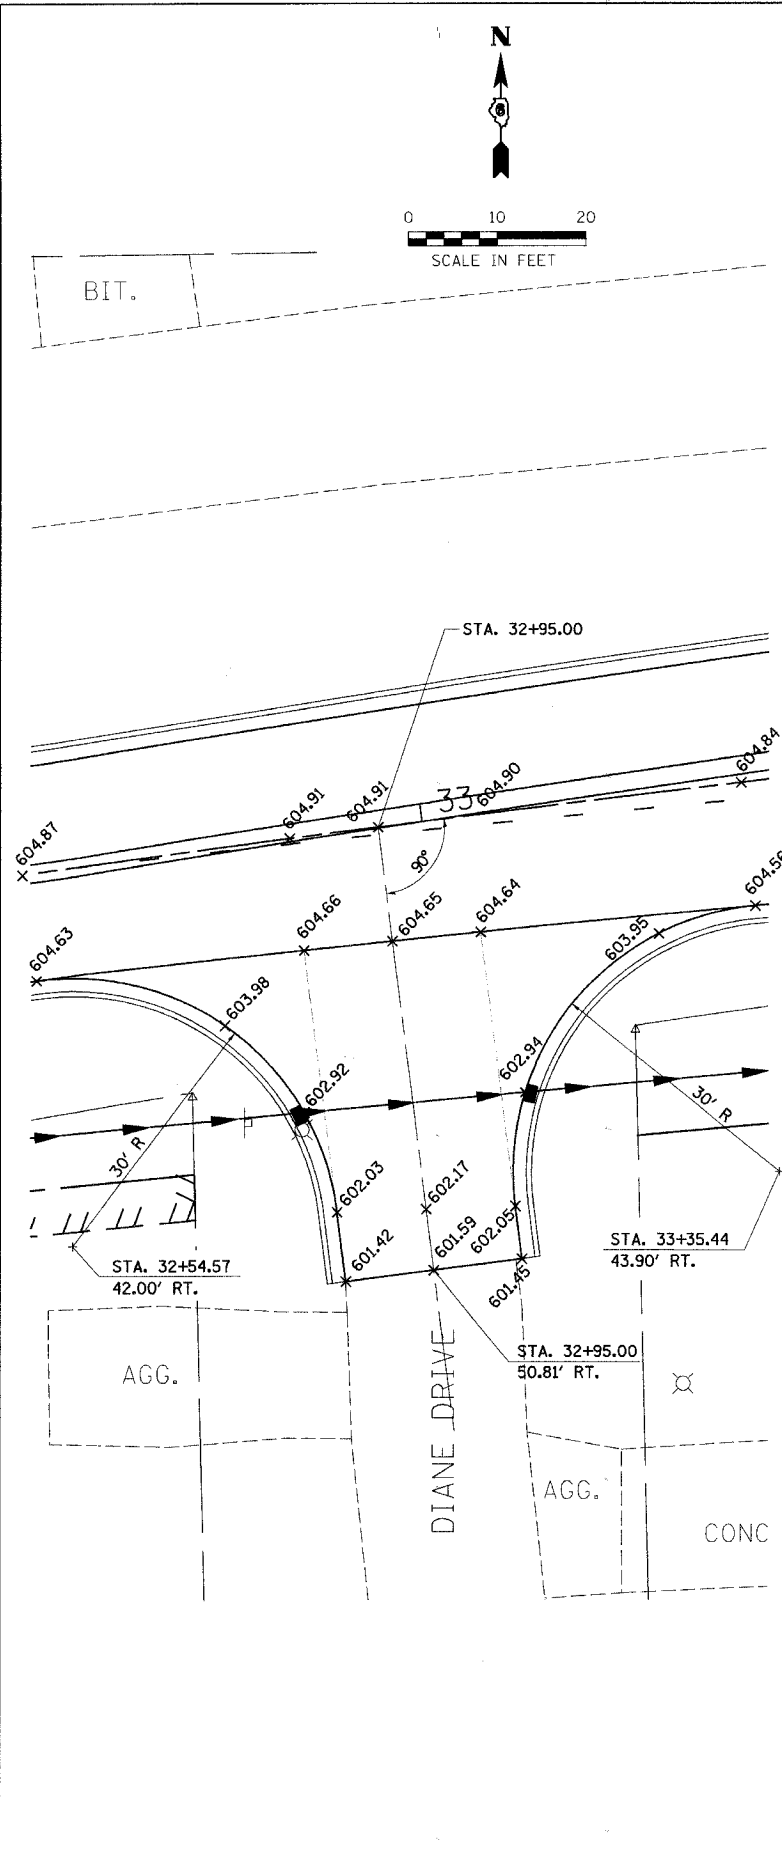 N
0 10 20
SCALE IN FEET
BIT.
STA. 32+95.00
604.84
604.90
33
604.91
604.91
604.87
90°
604.56
604.64
604.65
604.66
603.95
604.63
603.98
602.94
602.92
30' R
30' R
602.03
602.17
602.05
601.59
601.42
601.45
STA. 33+35.44
43.90' RT.
STA. 32+54.57
42.00' RT.
STA. 32+95.00
50.81' RT.
AGG.
DIANE DRIVE
AGG.
CONC